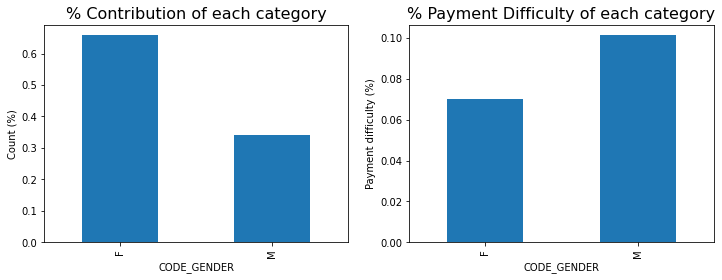 % Contribution of each category
Count (%)
0.6
0.5
0.4
0.3
0.2
0.1
0.0
F
M
CODE_GENDER
% Payment Difficulty of each category
Payment difficulty (%)
0.10
0.08
0.06
0.04
0.02
0.00
F
M
CODE_GENDER